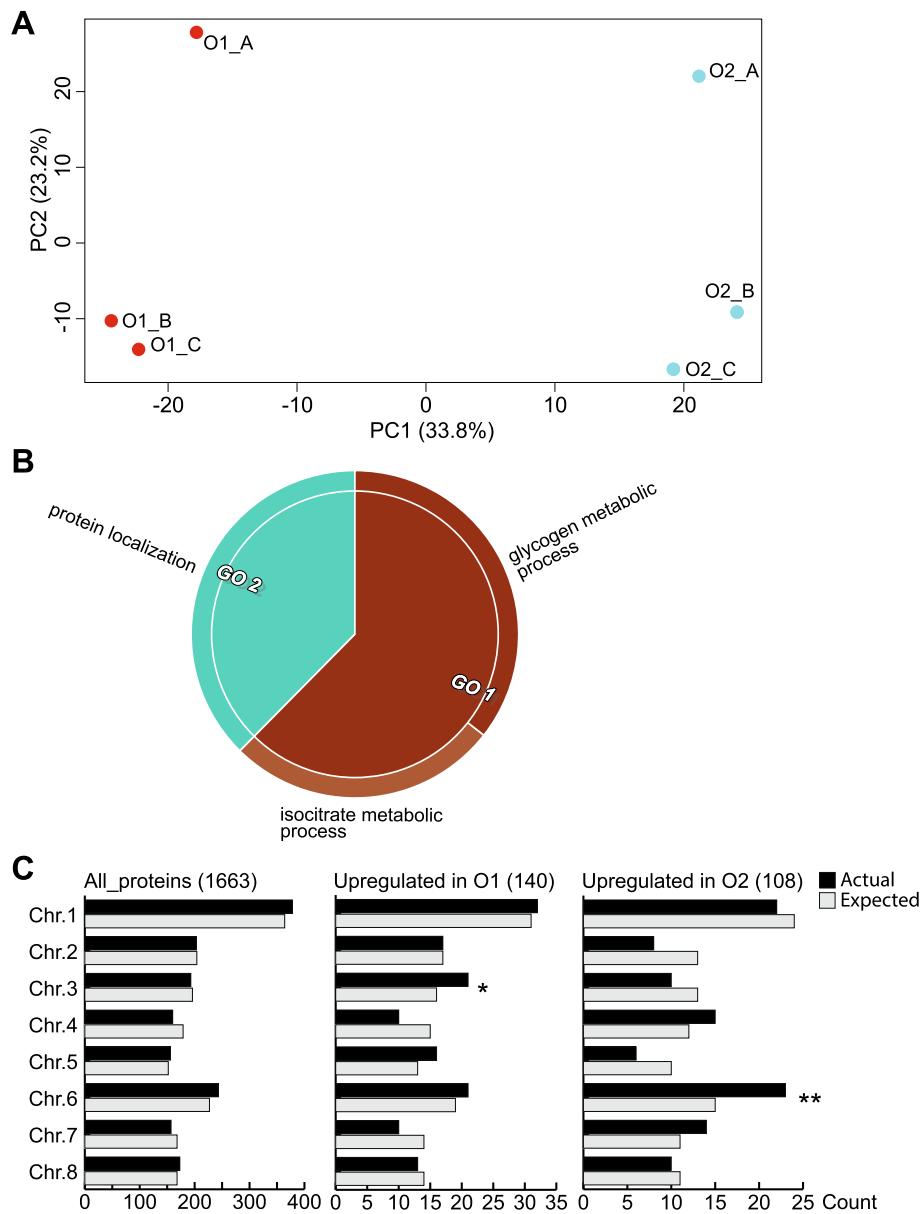 A
O1_A
O2_A
O2_B
O1_B
O1_C
O2_C
PC2 (23.2%)
20
10
0
-10
-20
-10
0
10
20
PC1 (33.8%)
B
protein localization
glycogen metabolic
process
GO 2
GO 1
isocitrate metabolic
process
C
All_proteins (1663)
Upregulated in O1 (140)
Upregulated in O2 (108)
Actual
Expected
Chr.1
Chr.2
Chr.3
*
Chr.4
Chr.5
Chr.6
**
Chr.7
Chr.8
0 100 200 300 400
0 5 10 15 20 25 30 35
0 5 10 15 20 25 Count